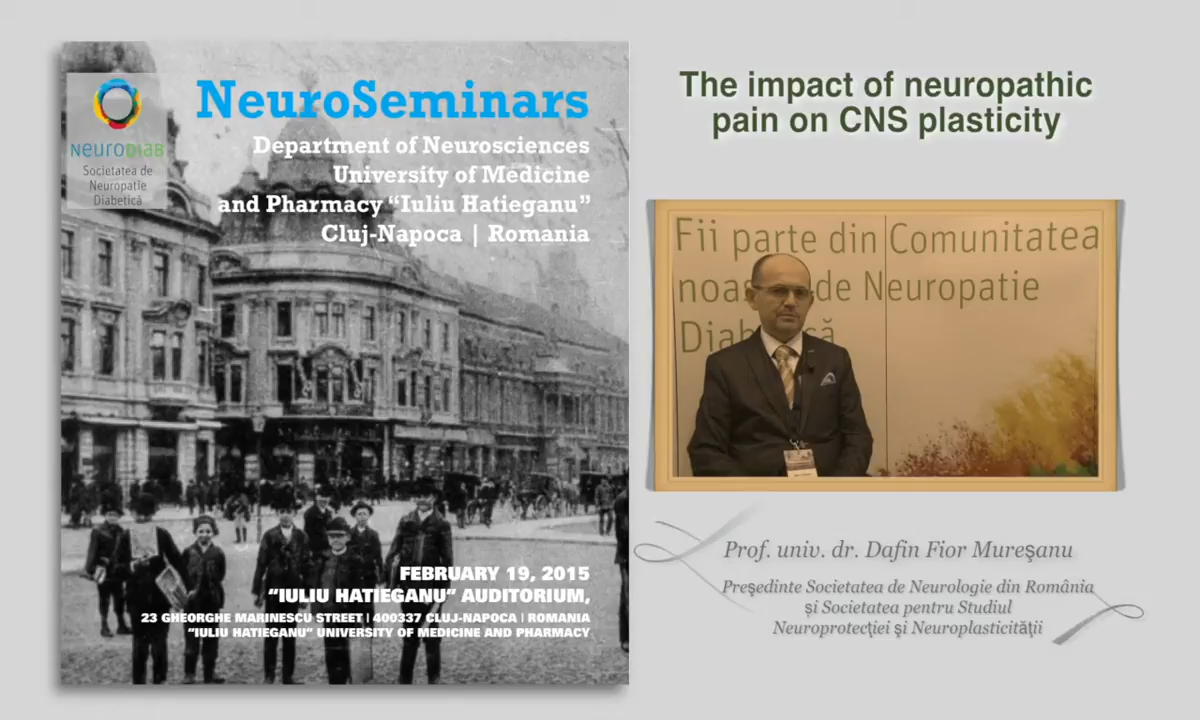 NeuroSeminars
NEURODIAB
Societatea de
Neuropatie
Diabetică
Department of Neurosciences
University of Medicine
and Pharmacy “Iuliu Hatieganu”
Cluj-Napoca | Romania
FEBRUARY 19, 2015
“IULIU HATIEGANU” AUDITORIUM,
23 GHEORGHE MARINESCU STREET | 400337 CLUJ-NAPOCA | ROMANIA
“IULIU HATIEGANU” UNIVERSITY OF MEDICINE AND PHARMACY
The impact of neuropathic
pain on CNS plasticity
Fii parte din Comunitatea
de Neuropatie
Prof. univ. dr. Dafin Fior Mureşanu
Preşedinte Societatea de Neurologie din România
şi Societatea pentru Studiul
Neuroprotecţiei şi Neuroplasticităţii